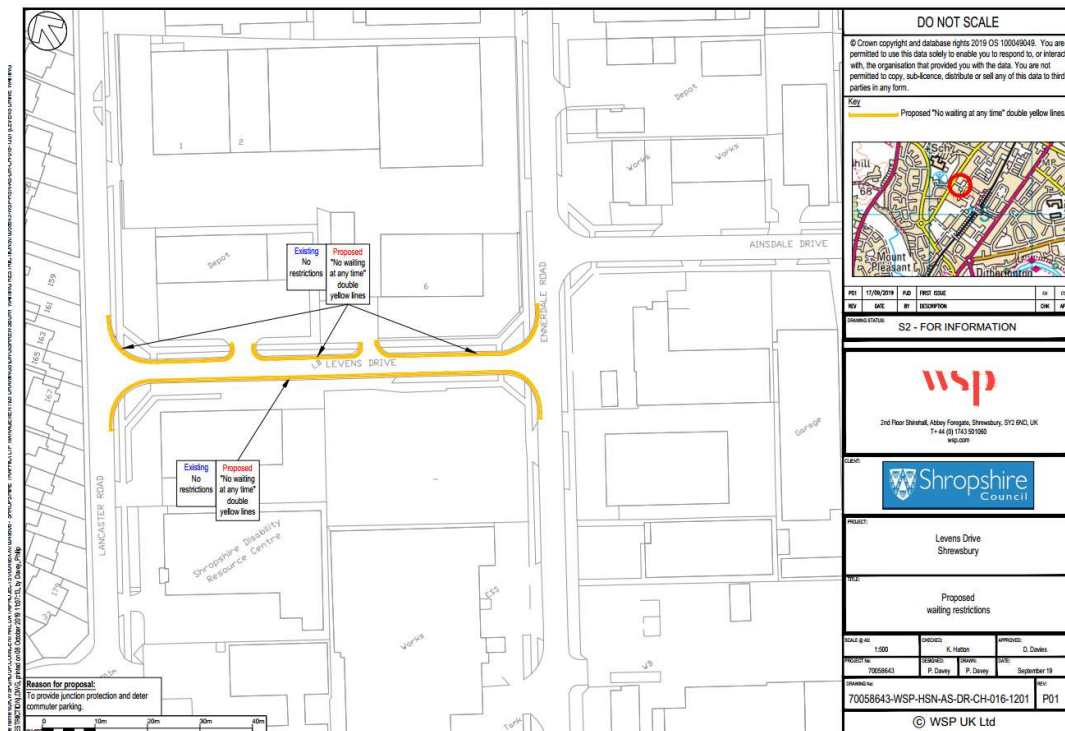 DO NOT SCALE
© Crown copyright and database rights 2019 OS 100049049. You are
permitted to use this data solely to enable you to respond to, or interact
with, the organisation that provided you with the data. You are not
permitted to copy, sub-licence, distribute or sell any of this data to third
parties in any form.
Key
Proposed "No waiting at any time" double yellow lines.
Sch
hill
68
Mount
Pleasant
Ditherington
P01 17/09/2019 PJD FIRST ISSUE
REV DATE BY DESCRIPTION CHK
DRAWING STATUS:
S2 - FOR INFORMATION
wsp
2nd Floor Shirehall, Abbey Foregate, Shrewsbury, SY2 6ND, UK
T+ 44 (0) 1743 501060
wsp.com
CLIENT:
Shropshire
Council
PROJECT:
Levens Drive
Shrewsbury
TITLE:
Proposed
waiting restrictions
SCALE @ A3: CHECKED: APPROVED:
1:500 K. Hatton D. Davies
PROJECT No: DESIGNED: DRAWN: DATE:
70058643 P. Davey P. Davey September 19
DRAWING No: REV:
70058643-WSP-HSN-AS-DR-CH-016-1201 P01
© WSP UK Ltd
1
2
Depot
Works
Works
AINSDALE DRIVE
ENNERDALE ROAD
Depot
6
Existing
No
restrictions
Proposed
"No waiting
at any time"
double
yellow lines
LB LEVENS DRIVE
159
161
163
165
167
Garage
Existing
No
restrictions
Proposed
"No waiting
at any time"
double
yellow lines
LANCASTER ROAD
Shropshire Disability
Resource Centre
ESS
Works
WB
Tank
179
Reason for proposal:
To provide junction protection and deter
commuter parking.
0 10m 20m 30m 40m